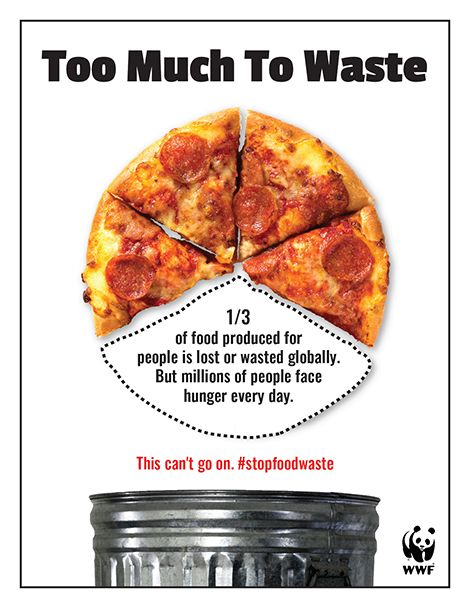 Too Much To Waste
1/3
of food produced for
people is lost or wasted globally.
But millions of people face
hunger every day.
This can't go on. #stopfoodwaste
WWF